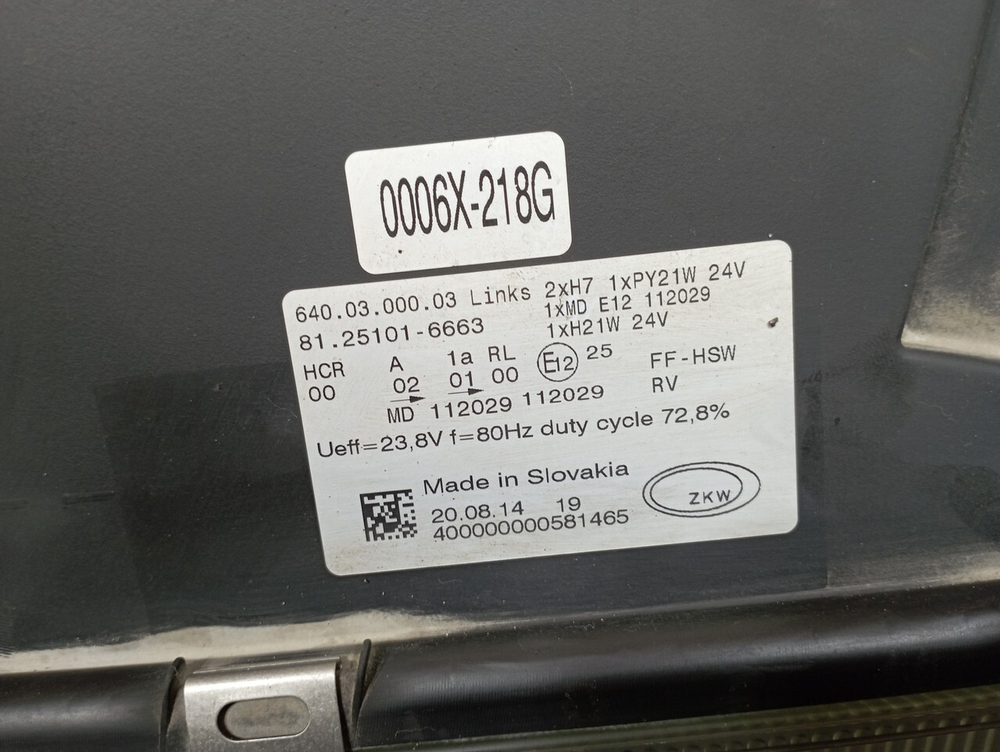 0006X-218G
640.03.000.03 Links 2xH7 1xPY21W 24V
81.25101-6663 1xMD E12 112029
1xH21W 24V
HCR A 1a RL E12 25 FF-HSW
00 02 01 00 RV
MD 112029 112029
Ueff=23,8V f=80Hz duty cycle 72,8%
Made in Slovakia
20.08.14 19
400000000581465
ZKW